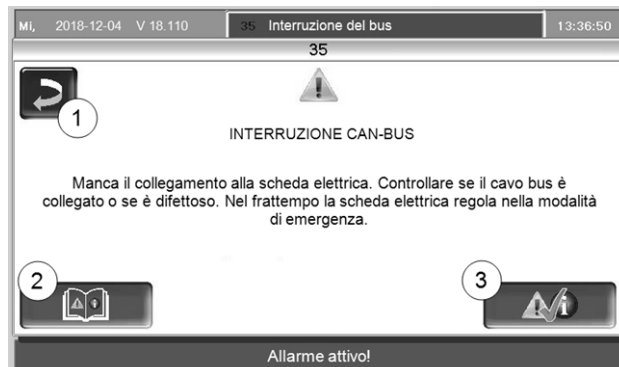 Mi, 2018-12-04 V 18.110 35 Interruzione del bus 13:36:50
35
1
INTERRUZIONE CAN-BUS
Manca il collegamento alla scheda elettrica. Controllare se il cavo bus è
collegato o se è difettoso. Nel frattempo la scheda elettrica regola nella modalità
di emergenza.
2
3
Allarme attivo!